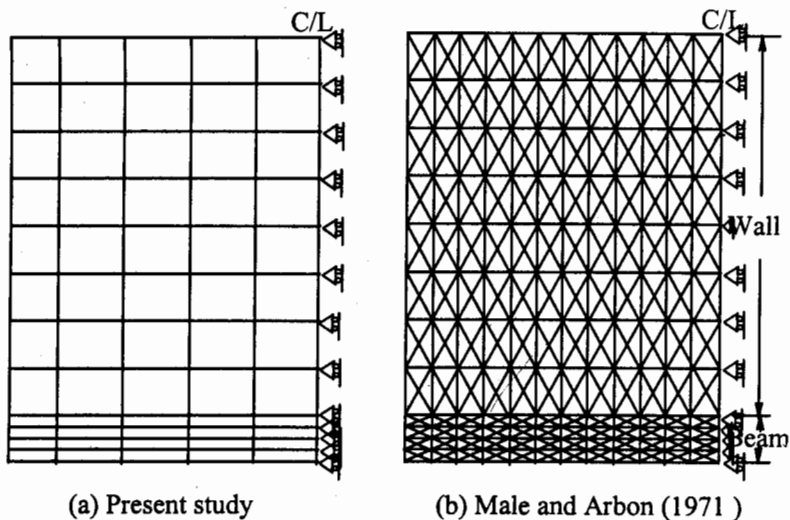 C/L
C/L
Wall
Beam
(a) Present study
(b) Male and Arbon (1971 )